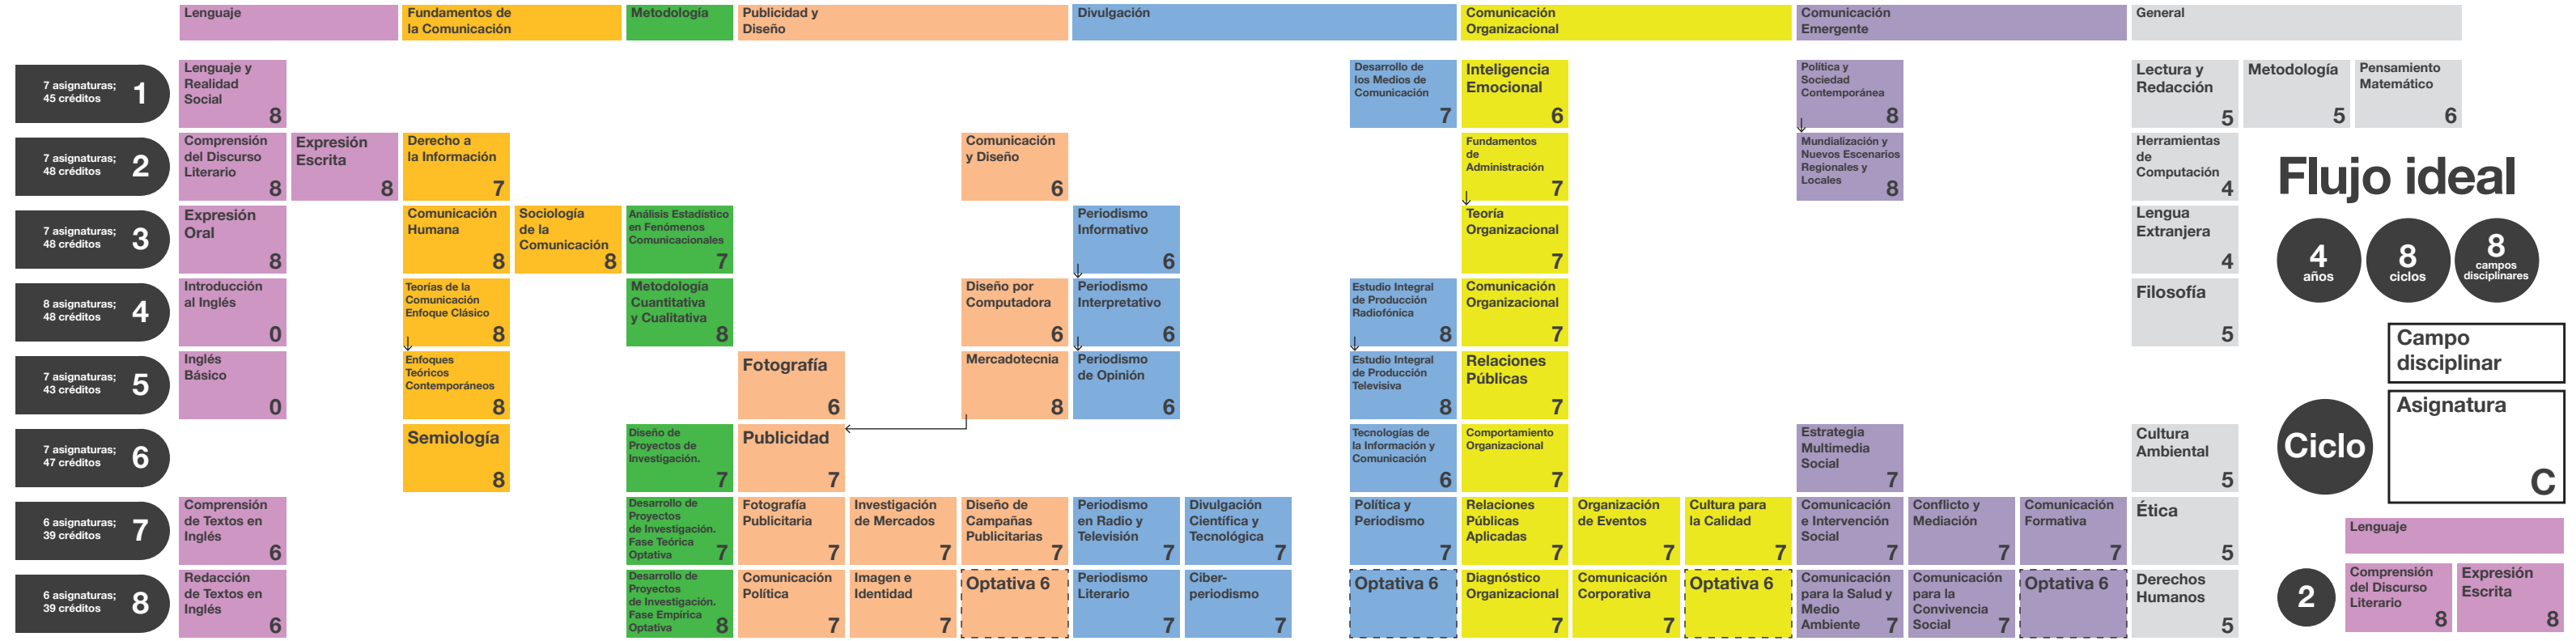 Lenguaje
Fundamentos de
la Comunicación
Metodología
Publicidad y
Diseño
Divulgación
Comunicación
Organizacional
Comunicación
Emergente
General
7 asignaturas;
45 créditos
1
Lenguaje y
Realidad
Social
8
Desarrollo de
los Medios de
Comunicación
7
Inteligencia
Emocional
6
Política y
Sociedad
Contemporánea
8
Lectura y
Redacción
5
Metodología
5
Pensamiento
Matemático
6
7 asignaturas;
48 créditos
2
Comprensión
del Discurso
Literario
8
Expresión
Escrita
8
Derecho a
la Información
7
Comunicación
y Diseño
6
Fundamentos
de
Administración
7
Mundialización y
Nuevos Escenarios
Regionales y
Locales
8
Herramientas
de
Computación
4
Flujo ideal
7 asignaturas;
48 créditos
3
Expresión
Oral
8
Comunicación
Humana
8
Sociología
de la
Comunicación
8
Análisis Estadístico
en Fenómenos
Comunicacionales
7
Periodismo
Informativo
6
Teoría
Organizacional
7
Lengua
Extranjera
4
4
años
8
ciclos
8
campos
disciplinares
8 asignaturas;
48 créditos
4
Introducción
al Inglés
0
Teorías de la
Comunicación
Enfoque Clásico
8
Metodología
Cuantitativa
y Cualitativa
8
Diseño por
Computadora
6
Periodismo
Interpretativo
6
Estudio Integral
de Producción
Radiofónica
8
Comunicación
Organizacional
7
Filosofía
5
Campo
disciplinar
7 asignaturas;
43 créditos
5
Inglés
Básico
0
Enfoques
Teóricos
Contemporáneos
8
Fotografía
6
Mercadotecnia
8
Periodismo
de Opinión
6
Estudio Integral
de Producción
Televisiva
8
Relaciones
Públicas
7
Asignatura
C
Ciclo
7 asignaturas;
47 créditos
6
Semiología
8
Diseño de
Proyectos de
Investigación.
7
Publicidad
7
Tecnologías de
la Información y
Comunicación
6
Comportamiento
Organizacional
7
Estrategia
Multimedia
Social
7
Cultura
Ambiental
5
6 asignaturas;
39 créditos
7
Comprensión
de Textos en
Inglés
6
Desarrollo de
Proyectos
de Investigación.
Fase Teórica
Optativa
7
Fotografía
Publicitaria
7
Investigación
de Mercados
7
Diseño de
Campañas
Publicitarias
7
Periodismo
en Radio y
Televisión
7
Divulgación
Científica y
Tecnológica
7
Política y
Periodismo
7
Relaciones
Públicas
Aplicadas
7
Organización
de Eventos
7
Cultura para
la Calidad
7
Comunicación
e Intervención
Social
7
Conflicto y
Mediación
7
Comunicación
Formativa
7
Ética
5
Lenguaje
6 asignaturas;
39 créditos
8
Redacción
de Textos en
Inglés
6
Desarrollo de
Proyectos
de Investigación.
Fase Empírica
Optativa
8
Comunicación
Política
7
Imagen e
Identidad
7
Optativa 6
Periodismo
Literario
7
Ciber-
periodismo
7
Optativa 6
Diagnóstico
Organizacional
7
Comunicación
Corporativa
7
Optativa 6
Comunicación
para la Salud y
Medio
Ambiente
7
Comunicación
para la
Convivencia
Social
7
Optativa 6
Derechos
Humanos
5
2
Comprensión
del Discurso
Literario
8
Expresión
Escrita
8